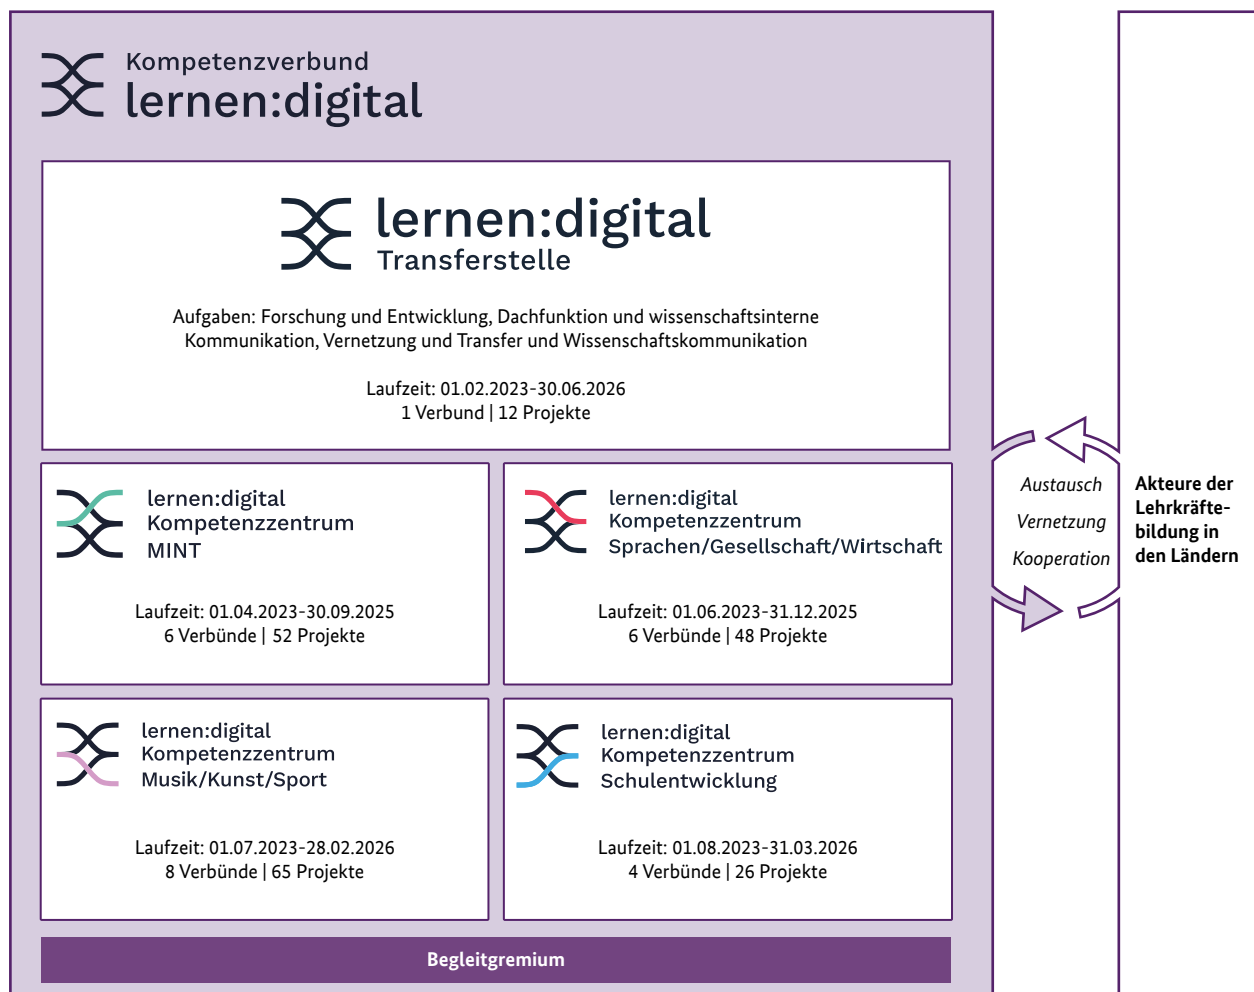 Kompetenzverbund
lernen:digital
lernen:digital
Transferstelle
Aufgaben: Forschung und Entwicklung, Dachfunktion und wissenschaftsinterne
Kommunikation, Vernetzung und Transfer und Wissenschaftskommunikation
Laufzeit: 01.02.2023-30.06.2026
1 Verbund | 12 Projekte
lernen:digital
Kompetenzzentrum
MINT
Laufzeit: 01.04.2023-30.09.2025
6 Verbünde | 52 Projekte
lernen:digital
Kompetenzzentrum
Sprachen/Gesellschaft/Wirtschaft
Laufzeit: 01.06.2023-31.12.2025
6 Verbünde | 48 Projekte
lernen:digital
Kompetenzzentrum
Musik/Kunst/Sport
Laufzeit: 01.07.2023-28.02.2026
8 Verbünde | 65 Projekte
lernen:digital
Kompetenzzentrum
Schulentwicklung
Laufzeit: 01.08.2023-31.03.2026
4 Verbünde | 26 Projekte
Begleitgremium
Austausch
Vernetzung
Kooperation
Akteure der
Lehrkräfte-
bildung in
den Ländern